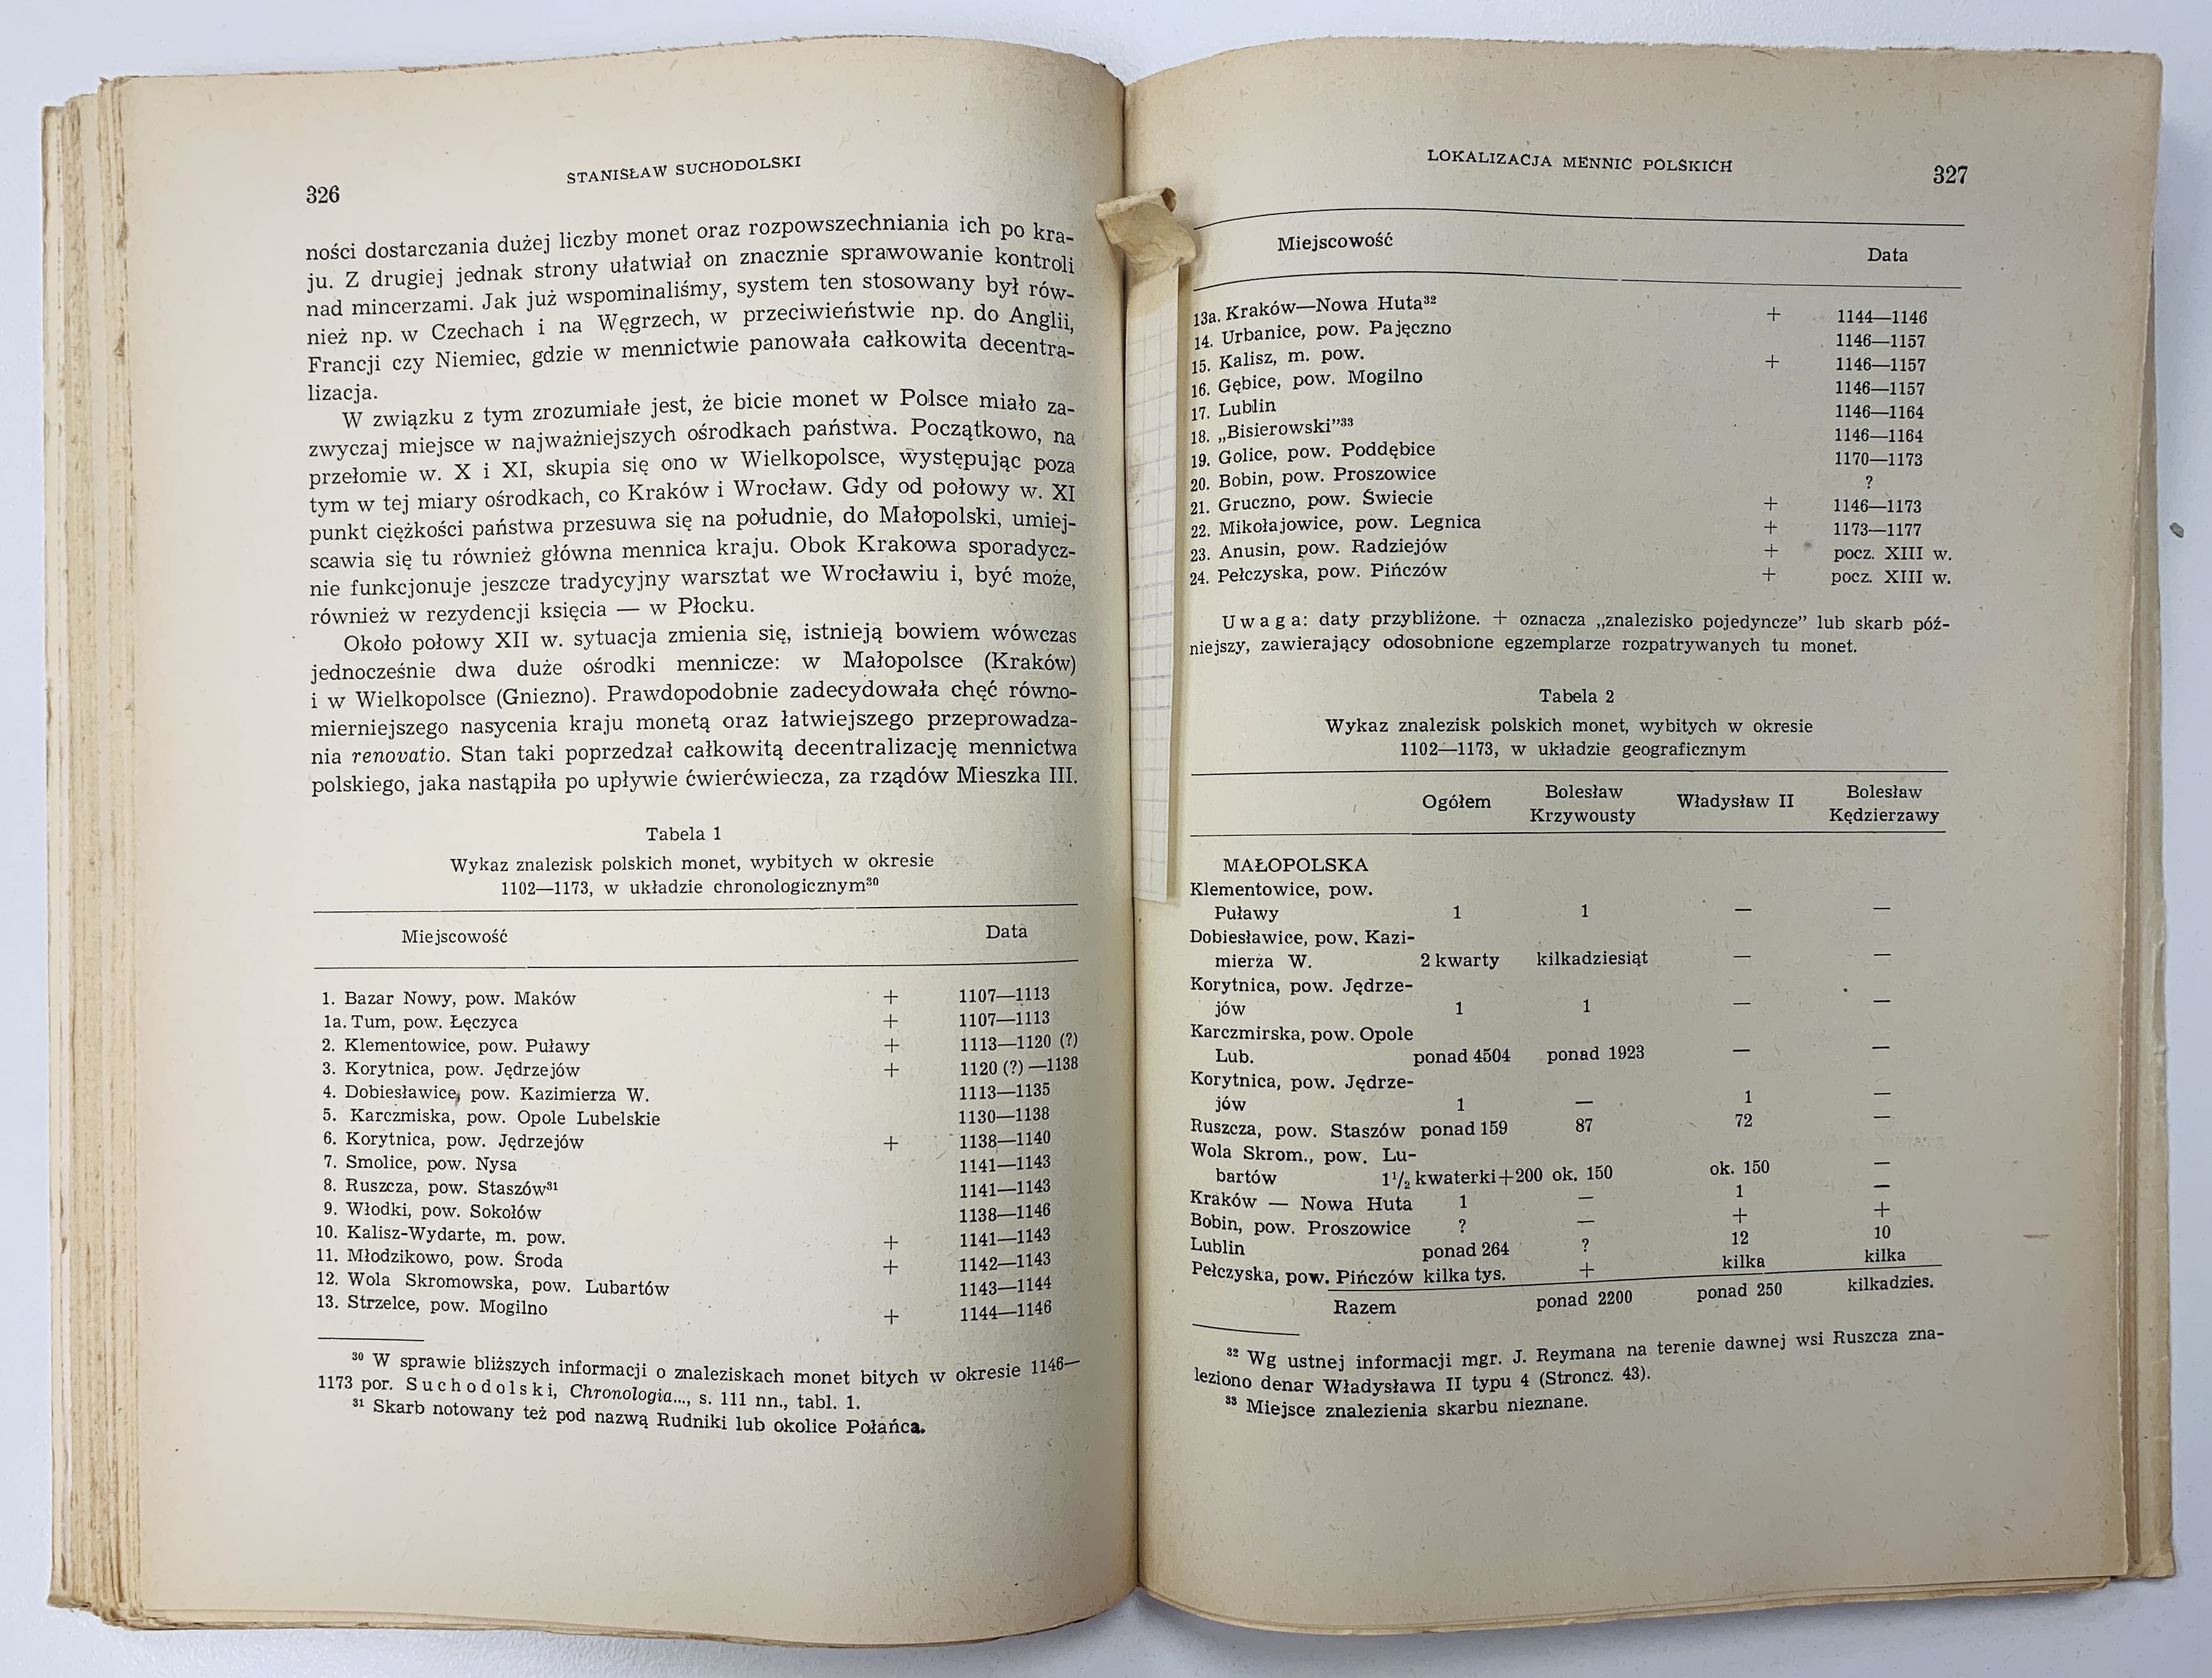 326
STANISŁAW SUCHODOLSKI
ności dostarczania dużej liczby monet oraz rozpowszechniania ich po kra-
ju. Z drugiej jednak strony ułatwiał on znacznie sprawowanie kontroli
nad mincerzami. Jak już wspominaliśmy, system ten stosowany był rów-
nież np. w Czechach i na Węgrzech, w przeciwieństwie np. do Anglii,
Francji czy Niemiec, gdzie w mennictwie panowała całkowita decentra-
lizacja.
W związku z tym zrozumiałe jest, że bicie monet w Polsce miało za-
zwyczaj miejsce w najważniejszych ośrodkach państwa. Początkowo, na
przełomie w. X i XI, skupia się ono w Wielkopolsce, występując poza
tym w tej miary ośrodkach, co Kraków i Wrocław. Gdy od połowy w. XI
punkt ciężkości państwa przesuwa się na południe, do Małopolski, umiej-
scawia się tu również główna mennica kraju. Obok Krakowa sporadycz-
nie funkcjonuje jeszcze tradycyjny warsztat we Wrocławiu i, być może,
również w rezydencji księcia — w Płocku.
Około połowy XII w. sytuacja zmienia się, istnieją bowiem wówczas
jednocześnie dwa duże ośrodki mennicze: w Małopolsce (Kraków)
i w Wielkopolsce (Gniezno). Prawdopodobnie zadecydowała chęć równo-
mierniejszego nasycenia kraju monetą oraz łatwiejszego przeprowadza-
nia renovatio. Stan taki poprzedzał całkowitą decentralizację mennictwa
polskiego, jaka nastąpiła po upływie ćwierćwiecza, za rządów Mieszka III.
Tabela 1
Wykaz znalezisk polskich monet, wybitych w okresie
1102—1173, w układzie chronologicznym³⁰
Miejscowość Data
1. Bazar Nowy, pow. Maków + 1107—1113
1a. Tum, pow. Łęczyca + 1107—1113
2. Klementowice, pow. Puławy + 1113—1120 (?)
3. Korytnica, pow. Jędrzejów + 1120 (?) —1138
4. Dobiesławice, pow. Kazimierza W. 1113—1135
5. Karczmiska, pow. Opole Lubelskie 1130—1138
6. Korytnica, pow. Jędrzejów + 1138—1140
7. Smolice, pow. Nysa 1141—1143
8. Ruszcza, pow. Staszów³¹ 1141—1143
9. Włodki, pow. Sokołów 1138—1146
10. Kalisz-Wydarte, m. pow. + 1141—1143
11. Młodzikowo, pow. Środa + 1142—1143
12. Wola Skromowska, pow. Lubartów 1143—1144
13. Strzelce, pow. Mogilno + 1144—1146
³⁰ W sprawie bliższych informacji o znaleziskach monet bitych w okresie 1146—
1173 por. Suchodolski, Chronologia..., s. 111 nn., tabl. 1.
³¹ Skarb notowany też pod nazwą Rudniki lub okolice Połańca.
LOKALIZACJA MENNIC POLSKICH
327
Miejscowość Data
13a. Kraków—Nowa Huta³² + 1144—1146
14. Urbanice, pow. Pajęczno 1146—1157
15. Kalisz, m. pow. + 1146—1157
16. Gębice, pow. Mogilno 1146—1157
17. Lublin 1146—1164
18. „Bisierowski”³³ 1146—1164
19. Golice, pow. Poddębice 1170—1173
20. Bobin, pow. Proszowice ?
21. Gruczno, pow. Świecie + 1146—1173
22. Mikołajowice, pow. Legnica + 1173—1177
23. Anusin, pow. Radziejów + pocz. XIII w.
24. Pełczyska, pow. Pińczów + pocz. XIII w.
Uwaga: daty przybliżone. + oznacza „znalezisko pojedyncze” lub skarb póź-
niejszy, zawierający odosobnione egzemplarze rozpatrywanych tu monet.
Tabela 2
Wykaz znalezisk polskich monet, wybitych w okresie
1102—1173, w układzie geograficznym
Ogółem Bolesław Władysław II Bolesław
Krzywousty Kędzierzawy
MAŁOPOLSKA
Klementowice, pow.
Puławy 1 1 — —
Dobiesławice, pow. Kazi-
mierza W. 2 kwarty kilkadziesiąt — —
Korytnica, pow. Jędrze-
jów 1 1 — —
Karczmirska, pow. Opole
Lub. ponad 4504 ponad 1923 — —
Korytnica, pow. Jędrze-
jów 1 — 1 —
Ruszcza, pow. Staszów ponad 159 87 72 —
Wola Skrom., pow. Lu-
bartów 1¹/₂ kwaterki+200 ok. 150 ok. 150 —
Kraków — Nowa Huta 1 — 1 —
Bobin, pow. Proszowice ? — + +
Lublin ponad 264 ? 12 10
Pełczyska, pow. Pińczów kilka tys. + kilka kilka
Razem ponad 2200 ponad 250 kilkadzies.
³² Wg ustnej informacji mgr. J. Reymana na terenie dawnej wsi Ruszcza zna-
leziono denar Władysława II typu 4 (Stroncz. 43).
³³ Miejsce znalezienia skarbu nieznane.